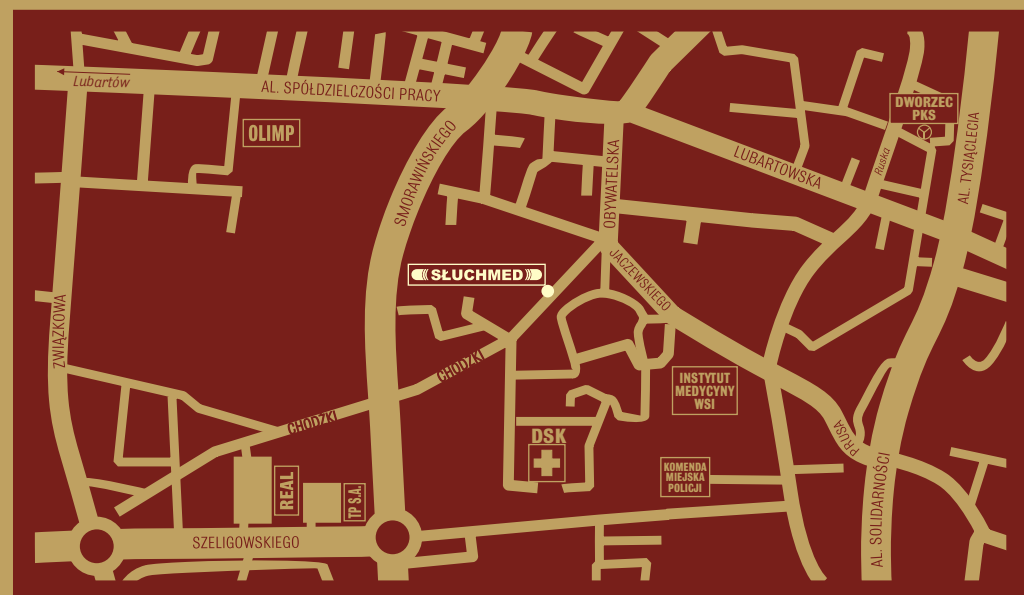 Lubartów
AL. SPÓŁDZIELCZOŚCI PRACY
OLIMP
SMORAWIŃSKIEGO
OBYWATELSKA
LUBARTOWSKA
DWORZEC
PKS
Ruska
AL. TYSIĄCLECIA
SŁUCHMED
JACZEWSKIEGO
ZWIĄZKOWA
CHODŹKI
CHODŹKI
INSTYTUT
MEDYCYNY
WSI
DSK
PRUSA
KOMENDA
MIEJSKA
POLICJI
REAL
TP S.A.
AL. SOLIDARNOŚCI
SZELIGOWSKIEGO